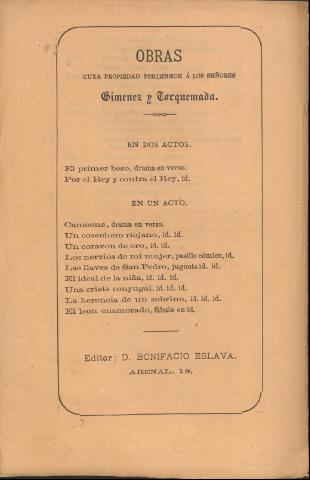 OBRAS
CUYA PROPIEDAD PERTENECE Á LOS SEÑORES
Gimenez y Torquemada.
EN DOS ACTOS.
El primer beso, drama en verso.
Por el Rey y contra el Rey, id.
EN UN ACTO.
Camoens, drama en verso.
Un cosechero riojano, id. id.
Un corazon de oro, id. id.
Los nervios de mi mujer, pasillo cómico, id.
Las llaves de San Pedro, juguete id. id.
El ideal de la niña, id. id. id.
Una crisis conyugal. id. id. id.
La herencia de un sobrino, id. id. id.
El leon enamorado, fábula en id.
Editor: D. BONIFACIO ESLAVA.
ARENAL, 18.